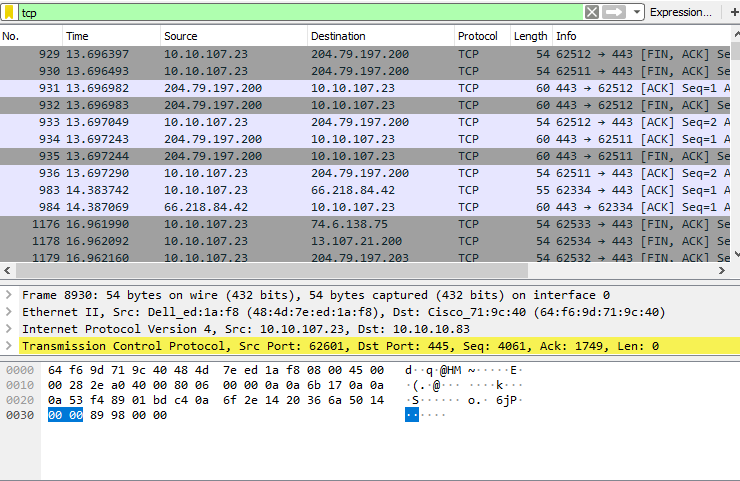 tcp Expression... +
No. Time Source Destination Protocol Length Info
929 13.696397 10.10.107.23 204.79.197.200 TCP 54 62512 → 443 [FIN, ACK] Se
930 13.696493 10.10.107.23 204.79.197.200 TCP 54 62511 → 443 [FIN, ACK] Se
931 13.696982 204.79.197.200 10.10.107.23 TCP 60 443 → 62512 [ACK] Seq=1 A
932 13.696983 204.79.197.200 10.10.107.23 TCP 60 443 → 62512 [FIN, ACK] Se
933 13.697049 10.10.107.23 204.79.197.200 TCP 54 62512 → 443 [ACK] Seq=2 A
934 13.697243 204.79.197.200 10.10.107.23 TCP 60 443 → 62511 [ACK] Seq=1 A
935 13.697244 204.79.197.200 10.10.107.23 TCP 60 443 → 62511 [FIN, ACK] Se
936 13.697290 10.10.107.23 204.79.197.200 TCP 54 62511 → 443 [ACK] Seq=2 A
983 14.383742 10.10.107.23 66.218.84.42 TCP 55 62334 → 443 [ACK] Seq=1 A
984 14.387069 66.218.84.42 10.10.107.23 TCP 60 443 → 62334 [ACK] Seq=1 A
1176 16.961990 10.10.107.23 74.6.138.75 TCP 54 62533 → 443 [FIN, ACK] Se
1178 16.962092 10.10.107.23 13.107.21.200 TCP 54 62534 → 443 [FIN, ACK] Se
1179 16.962160 10.10.107.23 204.79.197.203 TCP 54 62532 → 443 [FIN, ACK] Se
Frame 8930: 54 bytes on wire (432 bits), 54 bytes captured (432 bits) on interface 0
Ethernet II, Src: Dell_ed:1a:f8 (48:4d:7e:ed:1a:f8), Dst: Cisco_71:9c:40 (64:f6:9d:71:9c:40)
Internet Protocol Version 4, Src: 10.10.107.23, Dst: 10.10.10.83
Transmission Control Protocol, Src Port: 62601, Dst Port: 445, Seq: 4061, Ack: 1749, Len: 0
0000 64 f6 9d 71 9c 40 48 4d 7e ed 1a f8 08 00 45 00 d··q·@HM ~·····E·
0010 00 28 2e a0 40 00 80 06 00 00 0a 0a 6b 17 0a 0a ·(.·@··· ····k···
0020 0a 53 f4 89 01 bd c4 0a 6f 2e 14 20 36 6a 50 14 ·S······ o.· 6jP·
0030 00 00 89 98 00 00 ······